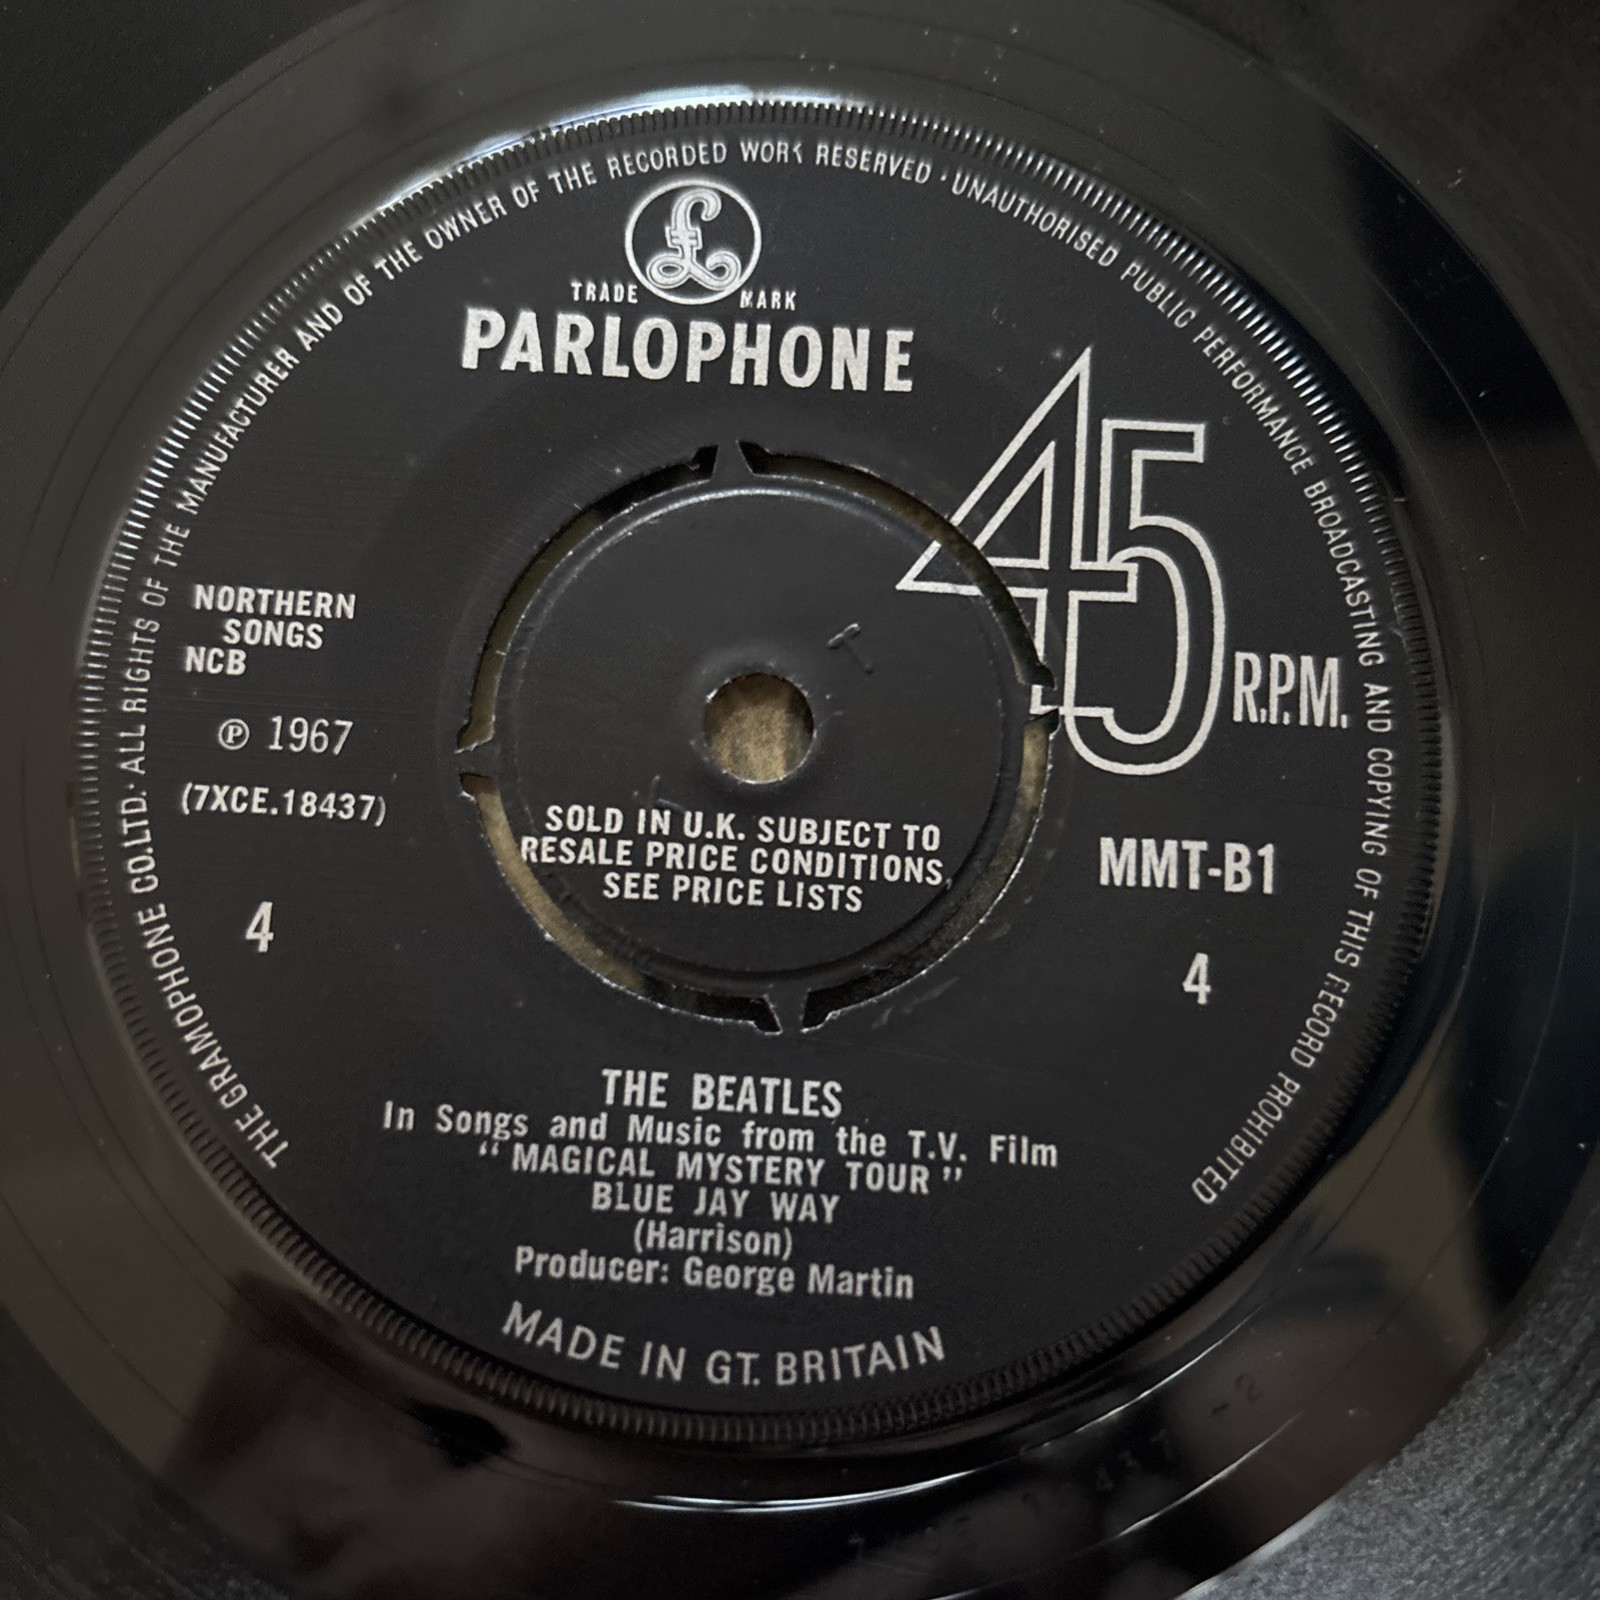 THE GRAMOPHONE CO.LTD. ALL RIGHTS OF THE MANUFACTURER AND OF THE OWNER OF THE RECORDED WORK RESERVED · UNAUTHORISED PUBLIC PERFORMANCE BROADCASTING AND COPYING OF THIS RECORD PROHIBITED
£
TRADE MARK
PARLOPHONE
45 R.P.M.
NORTHERN
SONGS
NCB
℗ 1967
(7XCE.18437)
4
T
SOLD IN U.K. SUBJECT TO
RESALE PRICE CONDITIONS,
SEE PRICE LISTS
MMT-B1
4
THE BEATLES
In Songs and Music from the T.V. Film
“MAGICAL MYSTERY TOUR”
BLUE JAY WAY
(Harrison)
Producer: George Martin
MADE IN GT. BRITAIN